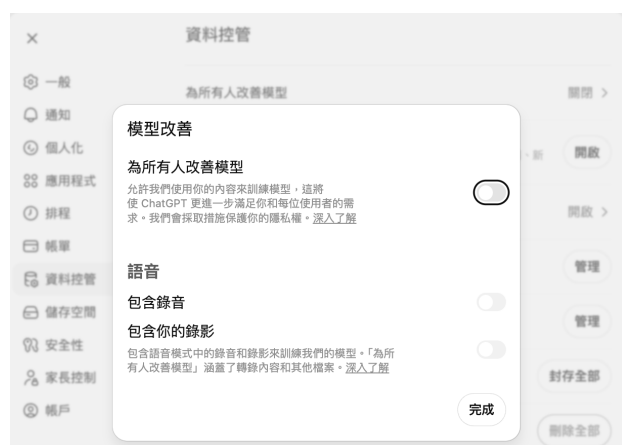 資料控管
一般
通知
個人化
應用程式
排程
帳單
資料控管
儲存空間
安全性
家長控制
帳戶
為所有人改善模型
關閉
新
開啟
開啟
管理
管理
封存全部
刪除全部
模型改善
為所有人改善模型
允許我們使用你的內容來訓練模型，這將
使 ChatGPT 更進一步滿足你和每位使用者的需
求。我們會採取措施保護你的隱私權。深入了解
語音
包含錄音
包含你的錄影
包含語音模式中的錄音和錄影來訓練我們的模型。「為所
有人改善模型」涵蓋了轉錄內容和其他檔案。深入了解
完成